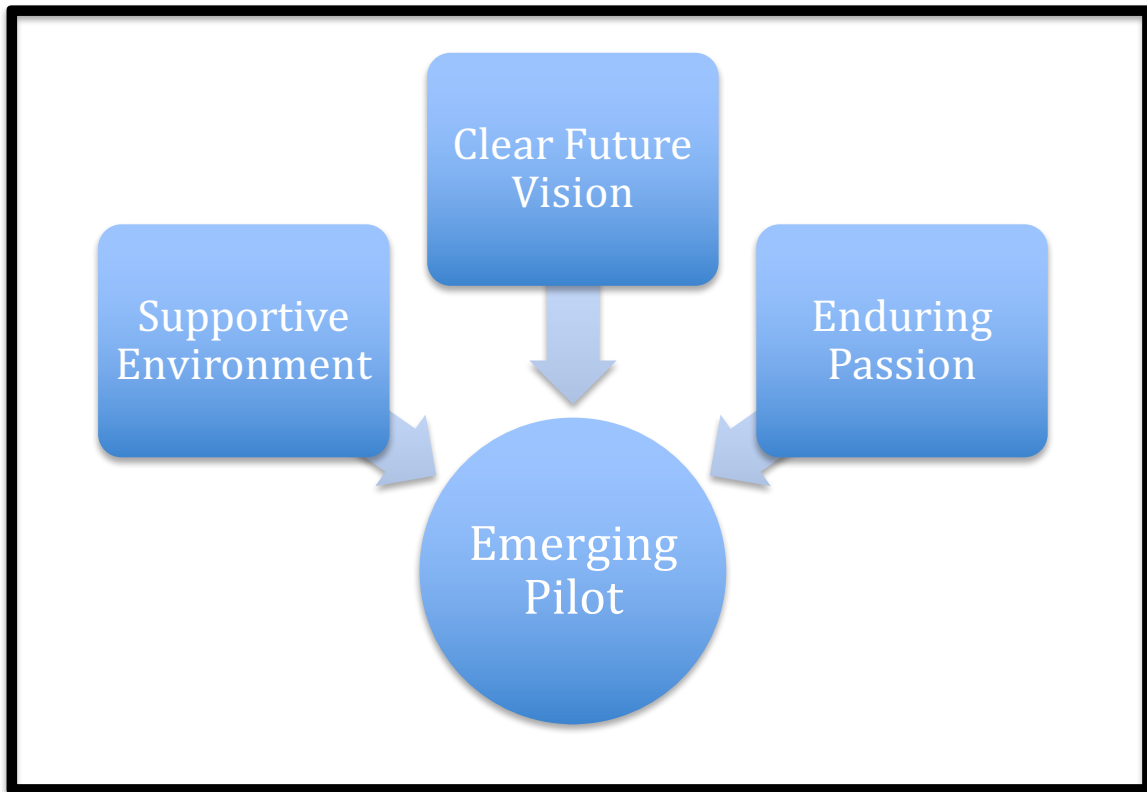 Clear Future
Vision
Supportive
Environment
Enduring
Passion
Emerging
Pilot